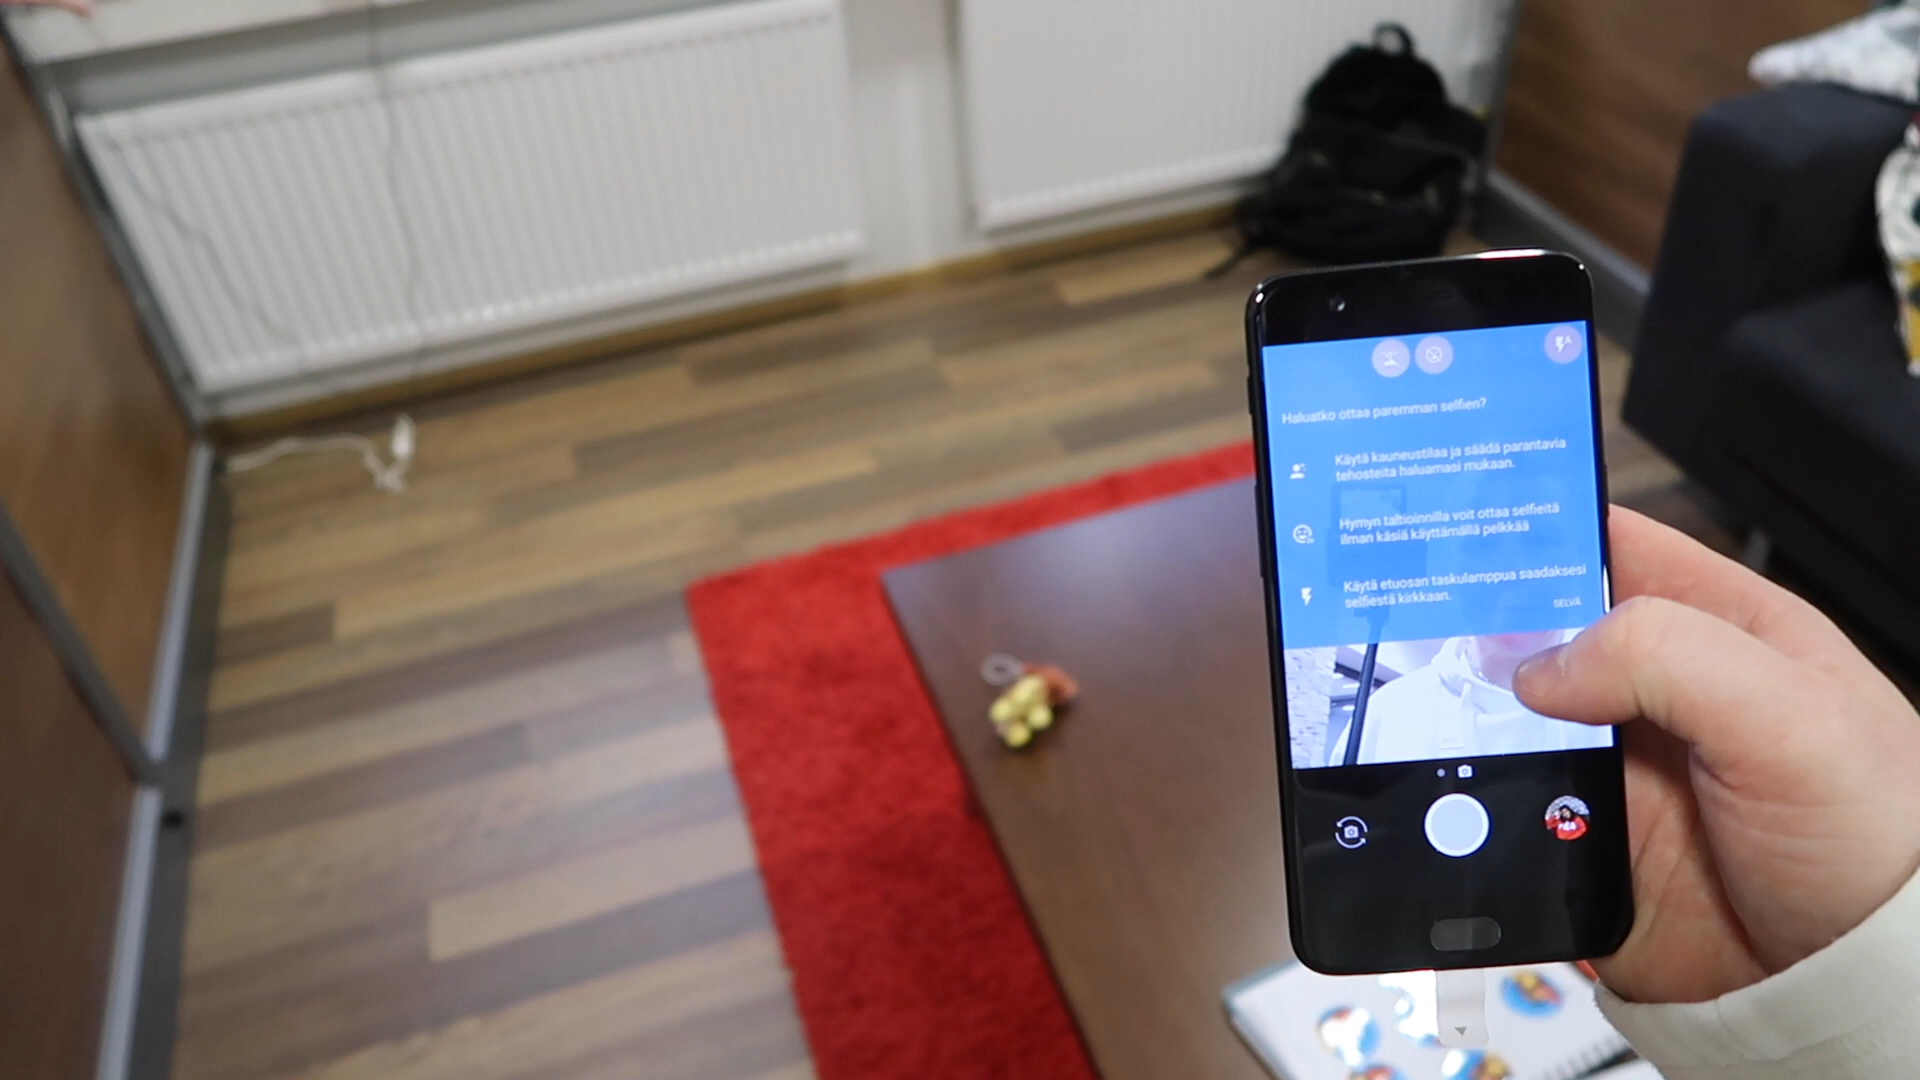 Haluatko ottaa paremman selfien?
Käytä kauneustilaa ja säädä parantavia
tehosteita haluamasi mukaan.
Hymyn taltioinnilla voit ottaa selfieitä
ilman käsiä käyttämällä pelkkää
Käytä etuosan taskulamppua saadaksesi
selfiestä kirkkaan.
SELVÄ